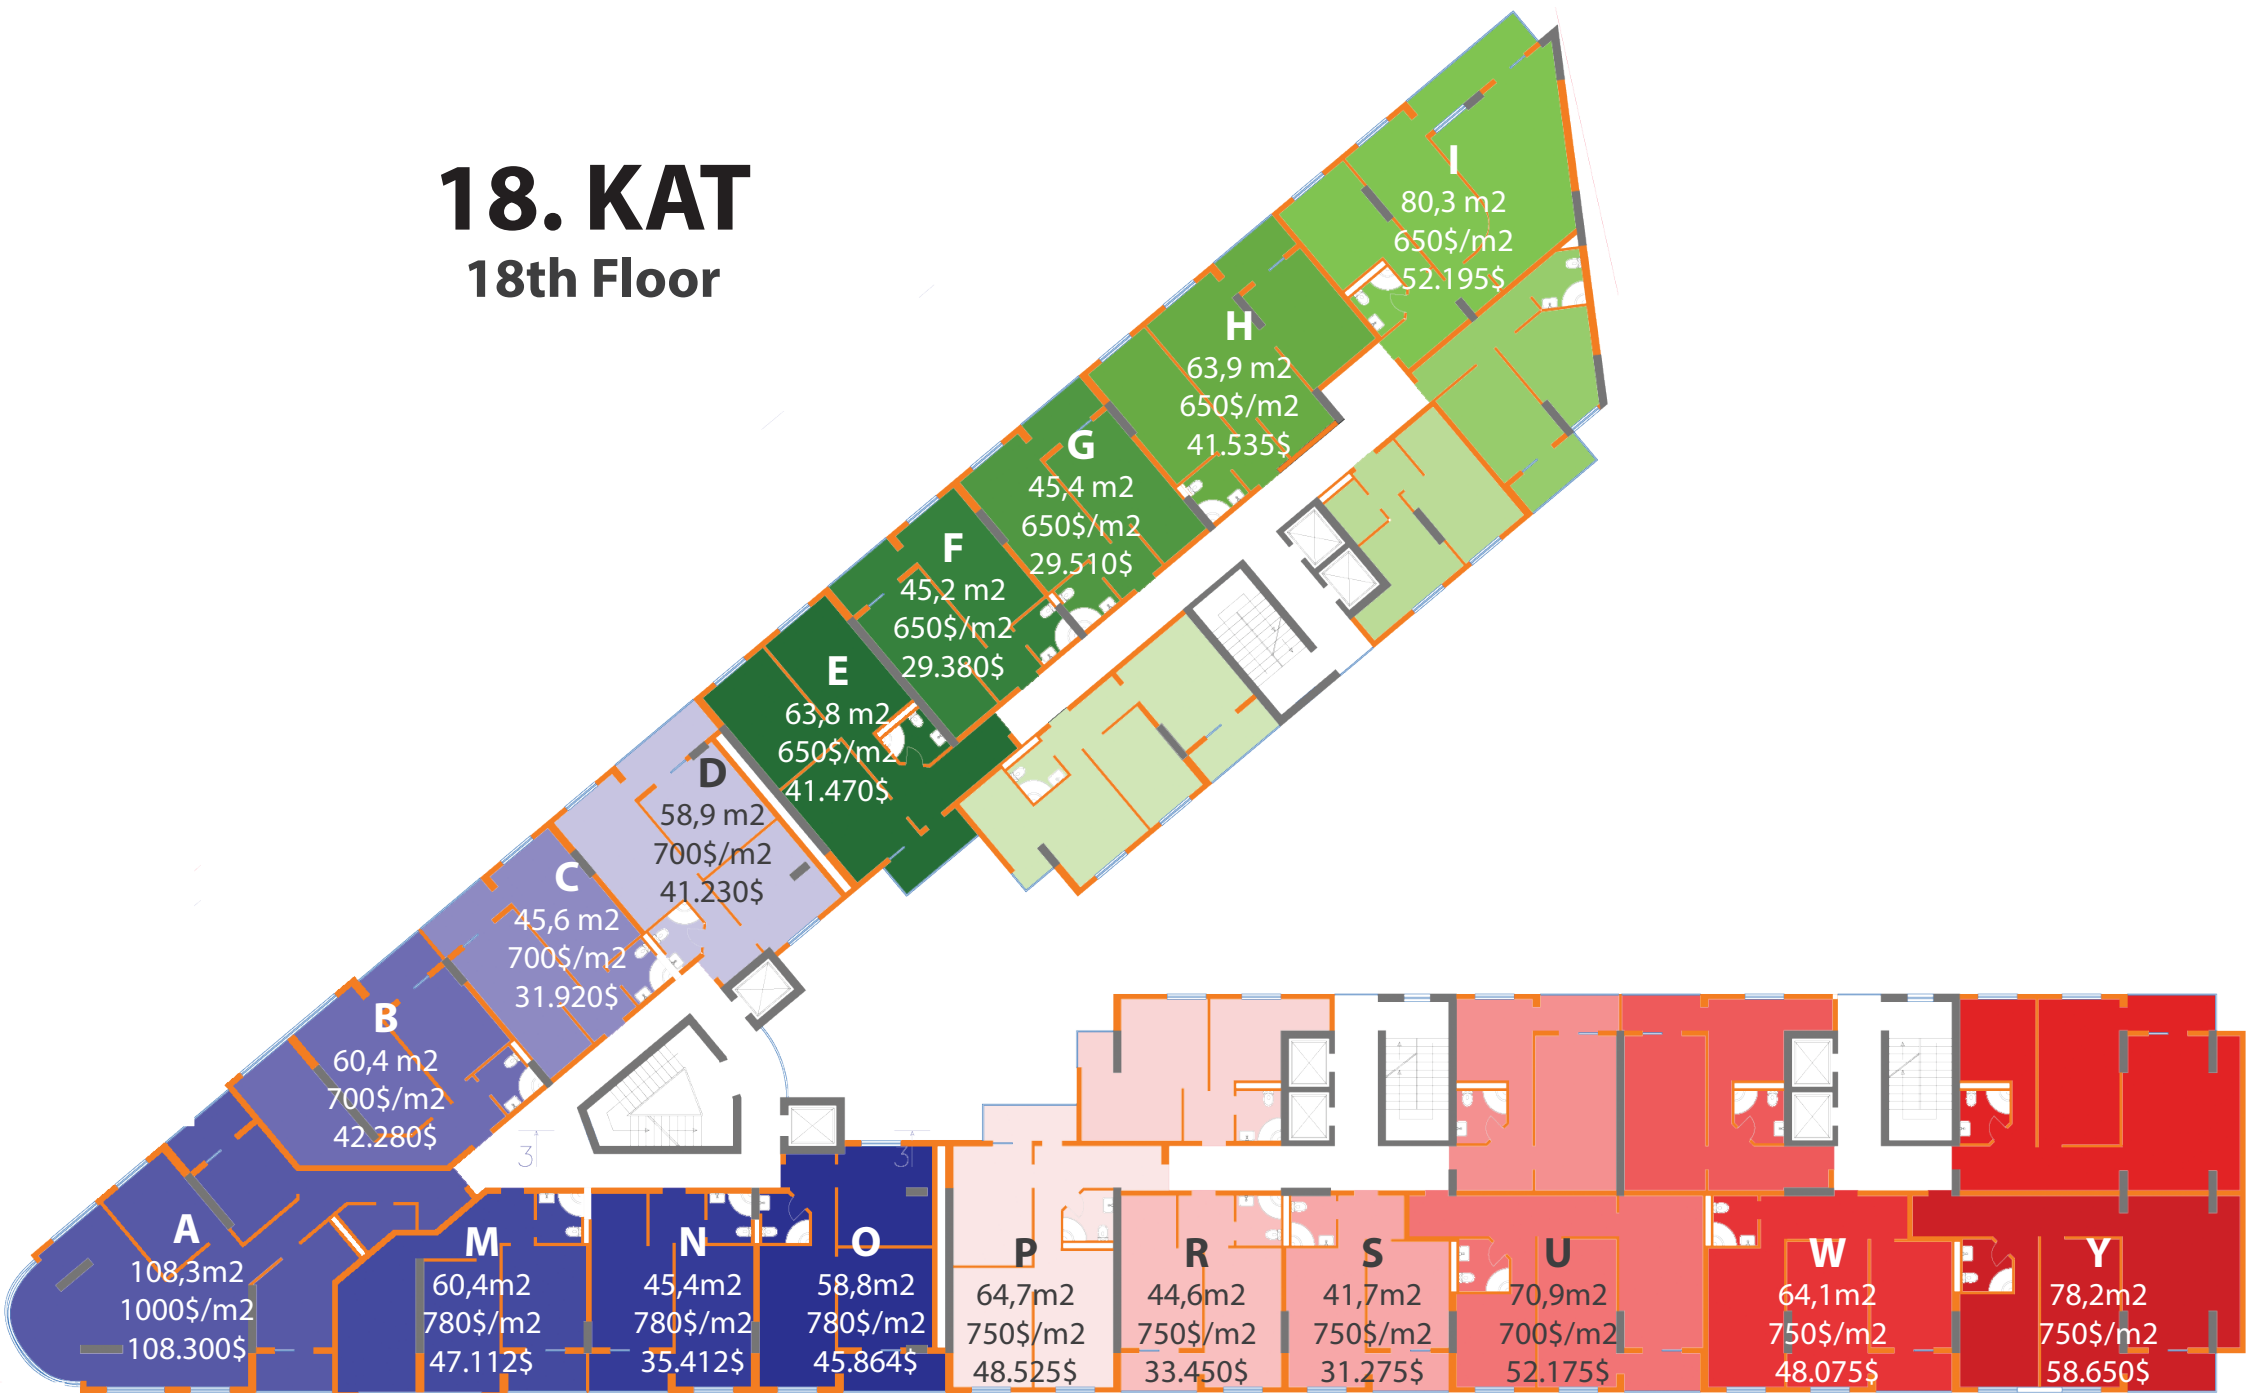 18. KAT
18th Floor
I
80,3 m2
650$/m2
52.195$
H
63,9 m2
650$/m2
41.535$
G
45,4 m2
650$/m2
29.510$
F
45,2 m2
650$/m2
29.380$
E
63,8 m2
650$/m2
41.470$
D
58,9 m2
700$/m2
41.230$
C
45,6 m2
700$/m2
31.920$
B
60,4 m2
700$/m2
42.280$
A
108,3m2
1000$/m2
108.300$
3
3
M
60,4m2
780$/m2
47.112$
N
45,4m2
780$/m2
35.412$
O
58,8m2
780$/m2
45.864$
P
64,7m2
750$/m2
48.525$
R
44,6m2
750$/m2
33.450$
S
41,7m2
750$/m2
31.275$
U
70,9m2
700$/m2
52.175$
W
64,1m2
750$/m2
48.075$
Y
78,2m2
750$/m2
58.650$